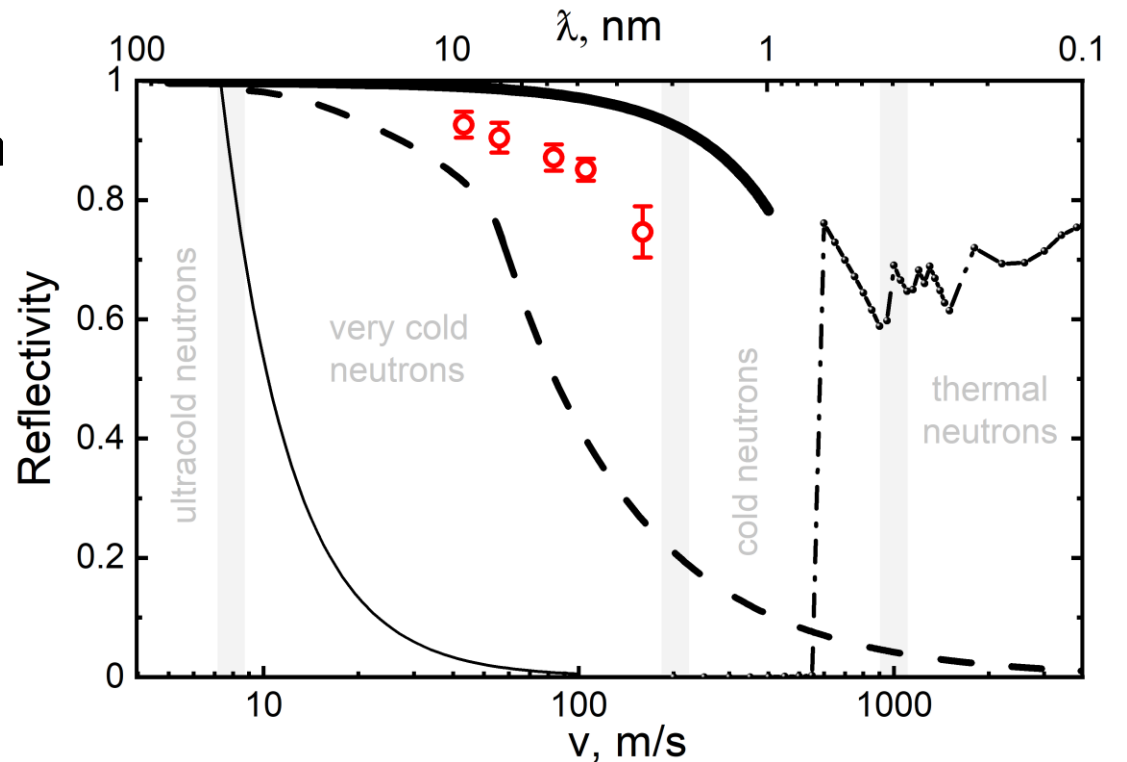 ƛ, nm
100 10 1 0.1
1
0.8
0.6
0.4
0.2
0
Reflectivity
ultracold neutrons
very cold
neutrons
cold neutrons
thermal
neutrons
10 100 1000
v, m/s